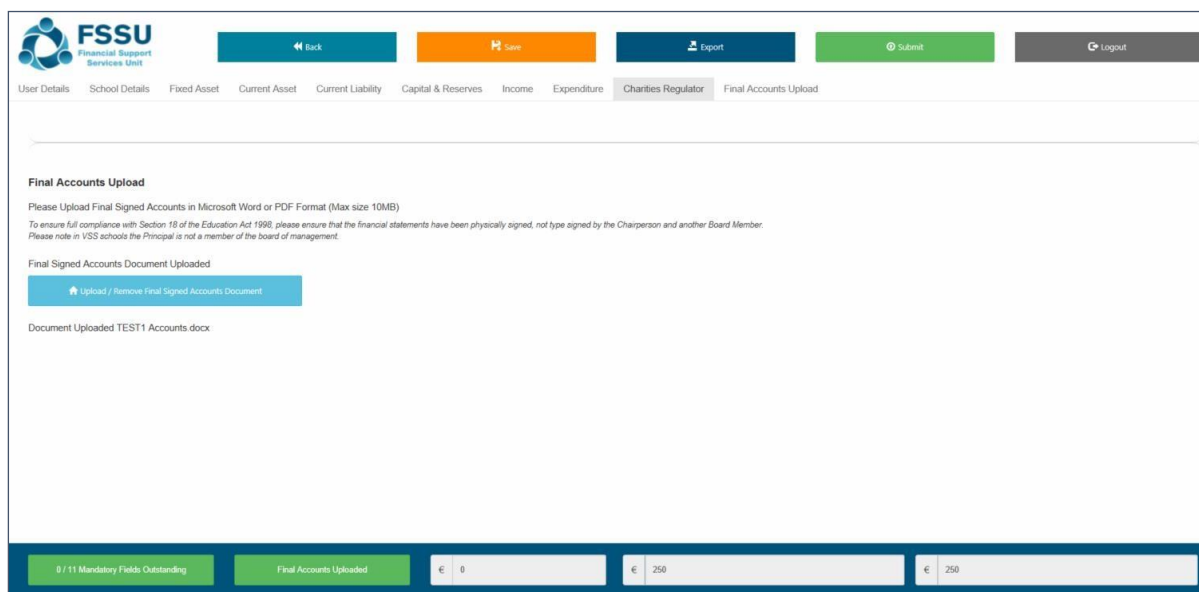 FSSU
Financial Support
Services Unit
Back
Save
Export
Submit
Logout
User Details School Details Fixed Asset Current Asset Current Liability Capital & Reserves Income Expenditure Charities Regulator Final Accounts Upload
Final Accounts Upload
Please Upload Final Signed Accounts in Microsoft Word or PDF Format (Max size 10MB)
To ensure full compliance with Section 18 of the Education Act 1998, please ensure that the financial statements have been physically signed, not type signed by the Chairperson and another Board Member.
Please note in VSS schools the Principal is not a member of the board of management.
Final Signed Accounts Document Uploaded
Upload / Remove Final Signed Accounts Document
Document Uploaded TEST1 Accounts.docx
0 / 11 Mandatory Fields Outstanding
Final Accounts Uploaded
€ 0
€ 250
€ 250